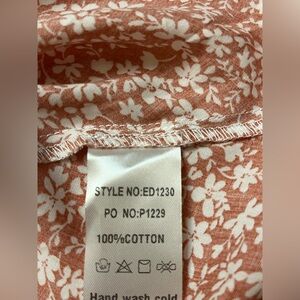 STYLE NO:ED1230
PO NO:P1229
100%COTTON
Hand wash cold